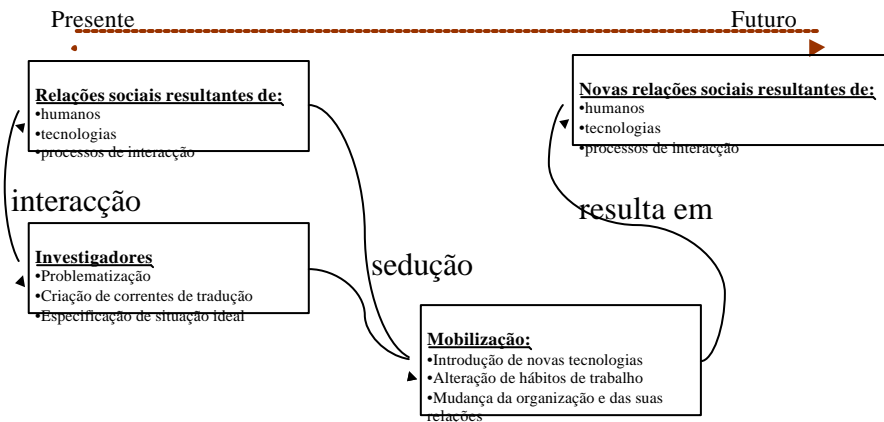 Presente
Futuro
Relações sociais resultantes de:
•humanos
•tecnologias
•processos de interacção
Novas relações sociais resultantes de:
•humanos
•tecnologias
•processos de interacção
interacção
resulta em
Investigadores
•Problematização
•Criação de correntes de tradução
•Especificação de situação ideal
sedução
Mobilização:
•Introdução de novas tecnologias
•Alteração de hábitos de trabalho
•Mudança da organização e das suas
relações